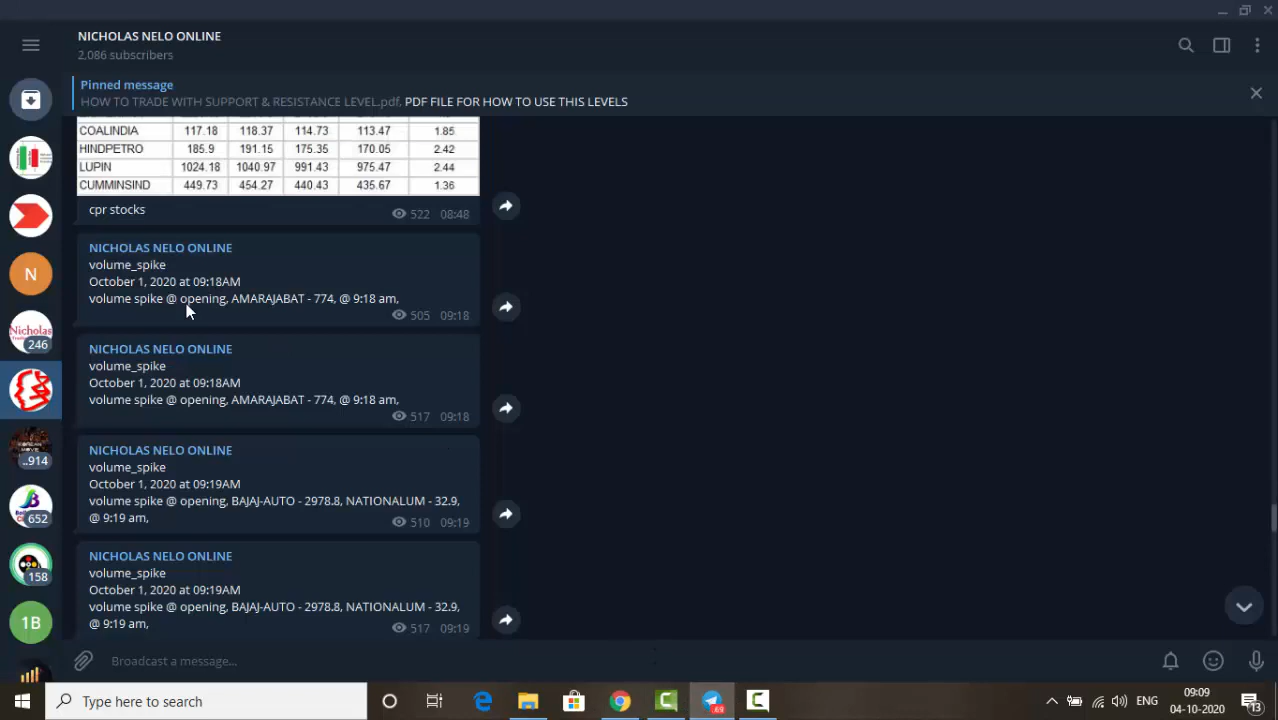 NICHOLAS NELO ONLINE
2,086 subscribers
Pinned message
HOW TO TRADE WITH SUPPORT & RESISTANCE LEVEL.pdf, PDF FILE FOR HOW TO USE THIS LEVELS
COALINDIA 117.18 118.37 114.73 113.47 1.85
HINDPETRO 185.9 191.15 175.35 170.05 2.42
LUPIN 1024.18 1040.97 991.43 975.47 2.44
CUMMINSIND 449.73 454.27 440.43 435.67 1.36
cpr stocks
522 08:48
NICHOLAS NELO ONLINE
volume_spike
October 1, 2020 at 09:18AM
volume spike @ opening, AMARAJABAT - 774, @ 9:18 am,
505 09:18
NICHOLAS NELO ONLINE
volume_spike
October 1, 2020 at 09:18AM
volume spike @ opening, AMARAJABAT - 774, @ 9:18 am,
517 09:18
NICHOLAS NELO ONLINE
volume_spike
October 1, 2020 at 09:19AM
volume spike @ opening, BAJAJ-AUTO - 2978.8, NATIONALUM - 32.9,
@ 9:19 am,
510 09:19
NICHOLAS NELO ONLINE
volume_spike
October 1, 2020 at 09:19AM
volume spike @ opening, BAJAJ-AUTO - 2978.8, NATIONALUM - 32.9,
@ 9:19 am,
517 09:19
N
Nicholas
246
..914
652
158
1B
Broadcast a message...
Type here to search
ENG
09:09
04-10-2020
13